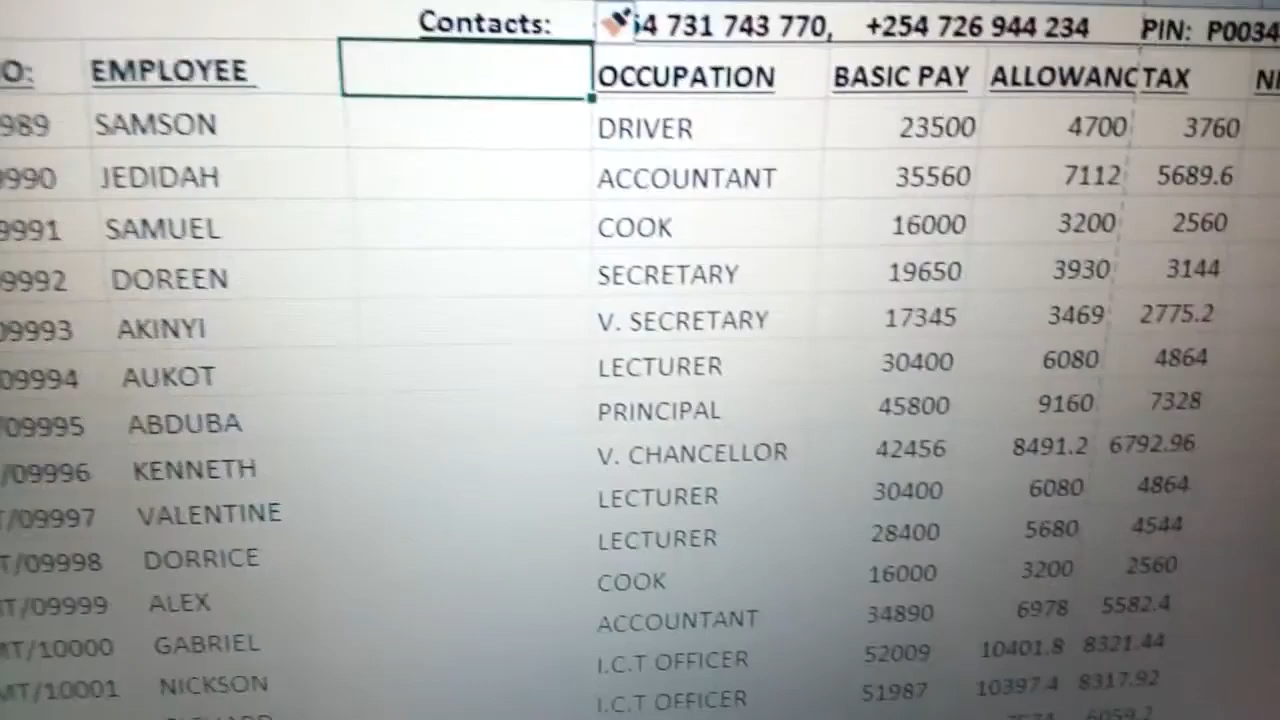 Contacts: 4 731 743 770, +254 726 944 234 PIN: P0034
O: EMPLOYEE OCCUPATION BASIC PAY ALLOWANC TAX
989 SAMSON DRIVER 23500 4700 3760
9990 JEDIDAH ACCOUNTANT 35560 7112 5689.6
9991 SAMUEL COOK 16000 3200 2560
09992 DOREEN SECRETARY 19650 3930 3144
09993 AKINYI V. SECRETARY 17345 3469 2775.2
09994 AUKOT LECTURER 30400 6080 4864
/09995 ABDUBA PRINCIPAL 45800 9160 7328
/09996 KENNETH V. CHANCELLOR 42456 8491.2 6792.96
T/09997 VALENTINE LECTURER 30400 6080 4864
T/09998 DORRICE LECTURER 28400 5680 4544
MT/09999 ALEX COOK 16000 3200 2560
MT/10000 GABRIEL ACCOUNTANT 34890 6978 5582.4
MT/10001 NICKSON I.C.T OFFICER 52009 10401.8 8321.44
I.C.T OFFICER 51987 10397.4 8317.92